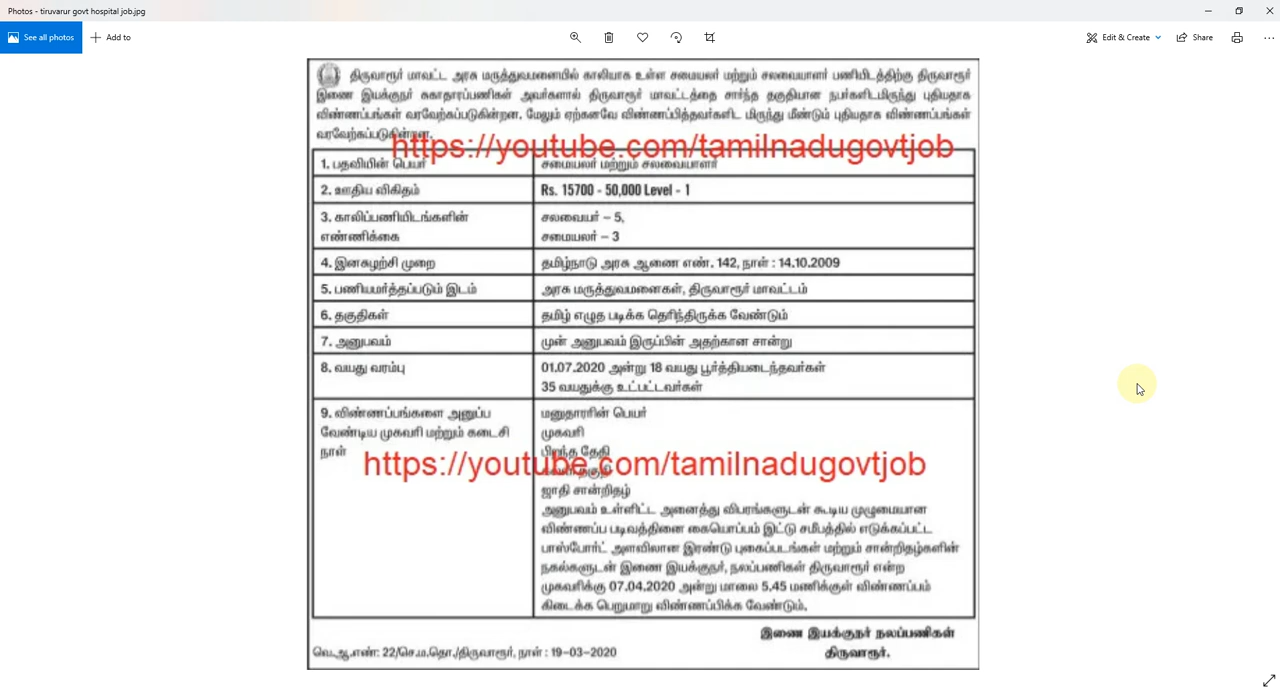 Photos - tiruvarur govt hospital job.jpg
See all photos
Add to
Edit & Create
Share
திருவாரூர் மாவட்ட அரசு மருத்துவமனையில் காலியாக உள்ள சமையலர் மற்றும் சலவையாளர் பணியிடத்திற்கு திருவாரூர்
இணை இயக்குநர் சுகாதாரப்பணிகள் அவர்களால் திருவாரூர் மாவட்டத்தை சார்ந்த தகுதியான நபர்களிடமிருந்து புதியதாக
விண்ணப்பங்கள் வரவேற்கப்படுகின்றன. மேலும் ஏற்கனவே விண்ணப்பித்தவர்களிட மிருந்து மீண்டும் புதியதாக விண்ணப்பங்கள்
வரவேற்கப்படுகின்றன.
https://youtube.com/tamilnadugovtjob
1. பதவியின் பெயர் சமையலர் மற்றும் சலவையாளர்
2. ஊதிய விகிதம் Rs. 15700 - 50,000 Level - 1
3. காலிப்பணியிடங்களின் சலவையர் – 5,
எண்ணிக்கை சமையலர் – 3
4. இனசுழற்சி முறை தமிழ்நாடு அரசு ஆணை எண். 142, நாள் : 14.10.2009
5. பணியமர்த்தப்படும் இடம் அரசு மருத்துவமனைகள், திருவாரூர் மாவட்டம்
6. தகுதிகள் தமிழ் எழுத படிக்க தெரிந்திருக்க வேண்டும்
7. அனுபவம் முன் அனுபவம் இருப்பின் அதற்கான சான்று
8. வயது வரம்பு 01.07.2020 அன்று 18 வயது பூர்த்தியடைந்தவர்கள்
35 வயதுக்கு உட்பட்டவர்கள்
9. விண்ணப்பங்களை அனுப்ப மனுதாரரின் பெயர்
வேண்டிய முகவரி மற்றும் கடைசி முகவரி
நாள் பிறந்த தேதி
https://youtube.com/tamilnadugovtjob
ஜாதி சான்றிதழ்
அனுபவம் உள்ளிட்ட அனைத்து விபரங்களுடன் கூடிய முழுமையான
விண்ணப்ப படிவத்தினை கையொப்பம் இட்டு சமீபத்தில் எடுக்கப்பட்ட
பாஸ்போர்ட் அளவிலான இரண்டு புகைப்படங்கள் மற்றும் சான்றிதழ்களின்
நகல்களுடன் இணை இயக்குநர், நலப்பணிகள் திருவாரூர் என்ற
முகவரிக்கு 07.04.2020 அன்று மாலை 5.45 மணிக்குள் விண்ணப்பம்
கிடைக்க பெறுமாறு விண்ணப்பிக்க வேண்டும்.
இணை இயக்குநர் நலப்பணிகள்
திருவாரூர்.
வெ.ஆ.எண்: 22/செ.ம.தொ./திருவாரூர், நாள் : 19-03-2020